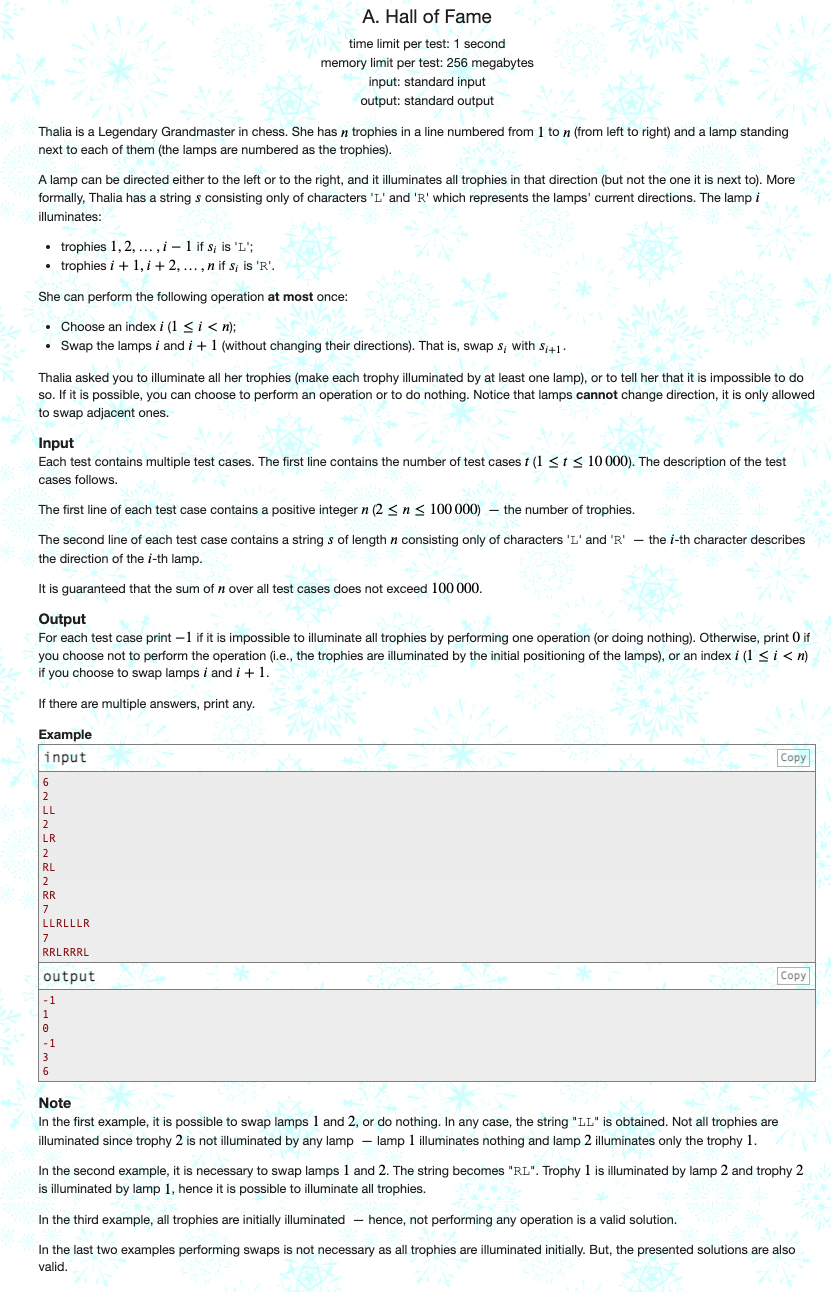 A. Hall of Fame
time limit per test: 1 second
memory limit per test: 256 megabytes
input: standard input
output: standard output
Thalia is a Legendary Grandmaster in chess. She has n trophies in a line numbered from 1 to n (from left to right) and a lamp standing
next to each of them (the lamps are numbered as the trophies).
A lamp can be directed either to the left or to the right, and it illuminates all trophies in that direction (but not the one it is next to). More
formally, Thalia has a string s consisting only of characters 'L' and 'R' which represents the lamps' current directions. The lamp i
illuminates:
• trophies 1, 2, … , i − 1 if s_i is 'L';
• trophies i + 1, i + 2, … , n if s_i is 'R'.
She can perform the following operation at most once:
• Choose an index i (1 ≤ i < n);
• Swap the lamps i and i + 1 (without changing their directions). That is, swap s_i with s_{i+1}.
Thalia asked you to illuminate all her trophies (make each trophy illuminated by at least one lamp), or to tell her that it is impossible to do
so. If it is possible, you can choose to perform an operation or to do nothing. Notice that lamps cannot change direction, it is only allowed
to swap adjacent ones.
Input
Each test contains multiple test cases. The first line contains the number of test cases t (1 ≤ t ≤ 10 000). The description of the test
cases follows.
The first line of each test case contains a positive integer n (2 ≤ n ≤ 100 000) — the number of trophies.
The second line of each test case contains a string s of length n consisting only of characters 'L' and 'R' — the i-th character describes
the direction of the i-th lamp.
It is guaranteed that the sum of n over all test cases does not exceed 100 000.
Output
For each test case print −1 if it is impossible to illuminate all trophies by performing one operation (or doing nothing). Otherwise, print 0 if
you choose not to perform the operation (i.e., the trophies are illuminated by the initial positioning of the lamps), or an index i (1 ≤ i < n)
if you choose to swap lamps i and i + 1.
If there are multiple answers, print any.
Example
input
Copy
6
2
LL
2
LR
2
RL
2
RR
7
LLRLLLR
7
RRLRRRL
output
Copy
-1
1
0
-1
3
6
Note
In the first example, it is possible to swap lamps 1 and 2, or do nothing. In any case, the string "LL" is obtained. Not all trophies are
illuminated since trophy 2 is not illuminated by any lamp — lamp 1 illuminates nothing and lamp 2 illuminates only the trophy 1.
In the second example, it is necessary to swap lamps 1 and 2. The string becomes "RL". Trophy 1 is illuminated by lamp 2 and trophy 2
is illuminated by lamp 1, hence it is possible to illuminate all trophies.
In the third example, all trophies are initially illuminated — hence, not performing any operation is a valid solution.
In the last two examples performing swaps is not necessary as all trophies are illuminated initially. But, the presented solutions are also
valid.